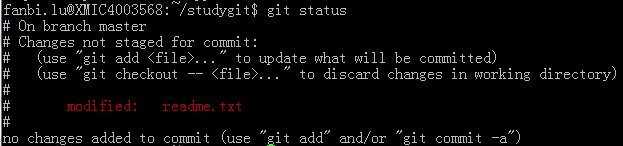 fanbi.lu@XMIC4003568:~/studygit$ git status
# On branch master
# Changes not staged for commit:
#   (use "git add <file>..." to update what will be committed)
#   (use "git checkout -- <file>..." to discard changes in working directory)
#
#       modified:   readme.txt
#
no changes added to commit (use "git add" and/or "git commit -a")